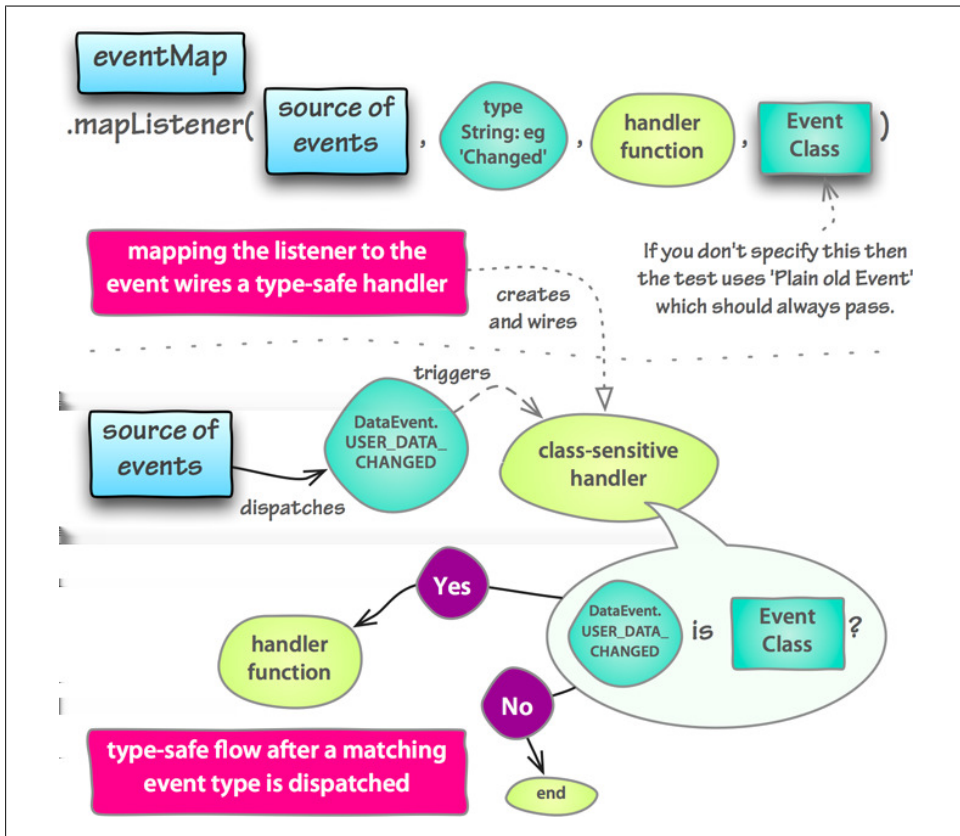 eventMap
.mapListener(
source of
events
,
type
String: eg
'Changed'
,
handler
function
,
Event
Class
)
mapping the listener to the
event wires a type-safe handler
If you don't specify this then
the test uses 'Plain old Event'
which should always pass.
creates
and wires
triggers
source of
events
dispatches
DataEvent.
USER_DATA_
CHANGED
class-sensitive
handler
Yes
handler
function
DataEvent.
USER_DATA_
CHANGED
is
Event
Class
?
No
end
type-safe flow after a matching
event type is dispatched